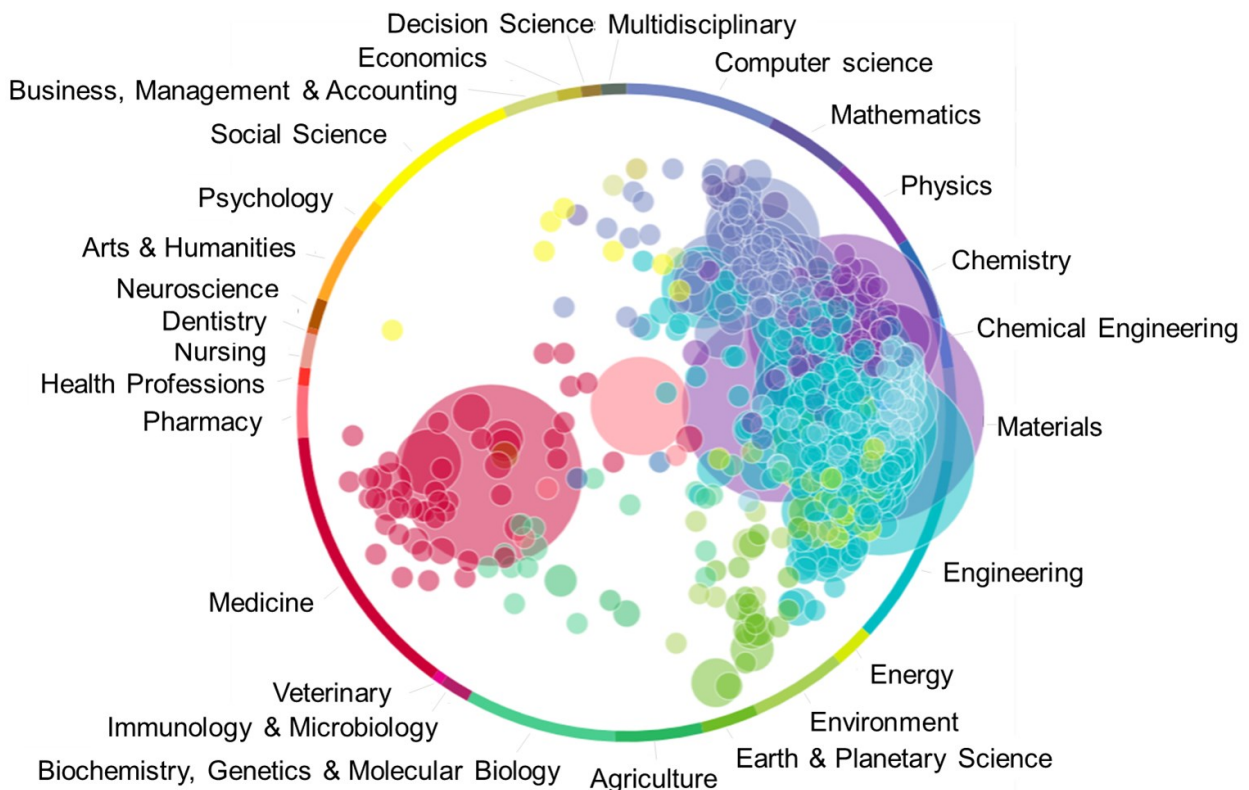 Decision Science Multidisciplinary
Economics
Computer science
Business, Management & Accounting
Mathematics
Social Science
Physics
Psychology
Arts & Humanities
Chemistry
Neuroscience
Dentistry
Chemical Engineering
Nursing
Health Professions
Pharmacy
Materials
Engineering
Medicine
Energy
Veterinary
Environment
Immunology & Microbiology
Earth & Planetary Science
Biochemistry, Genetics & Molecular Biology
Agriculture